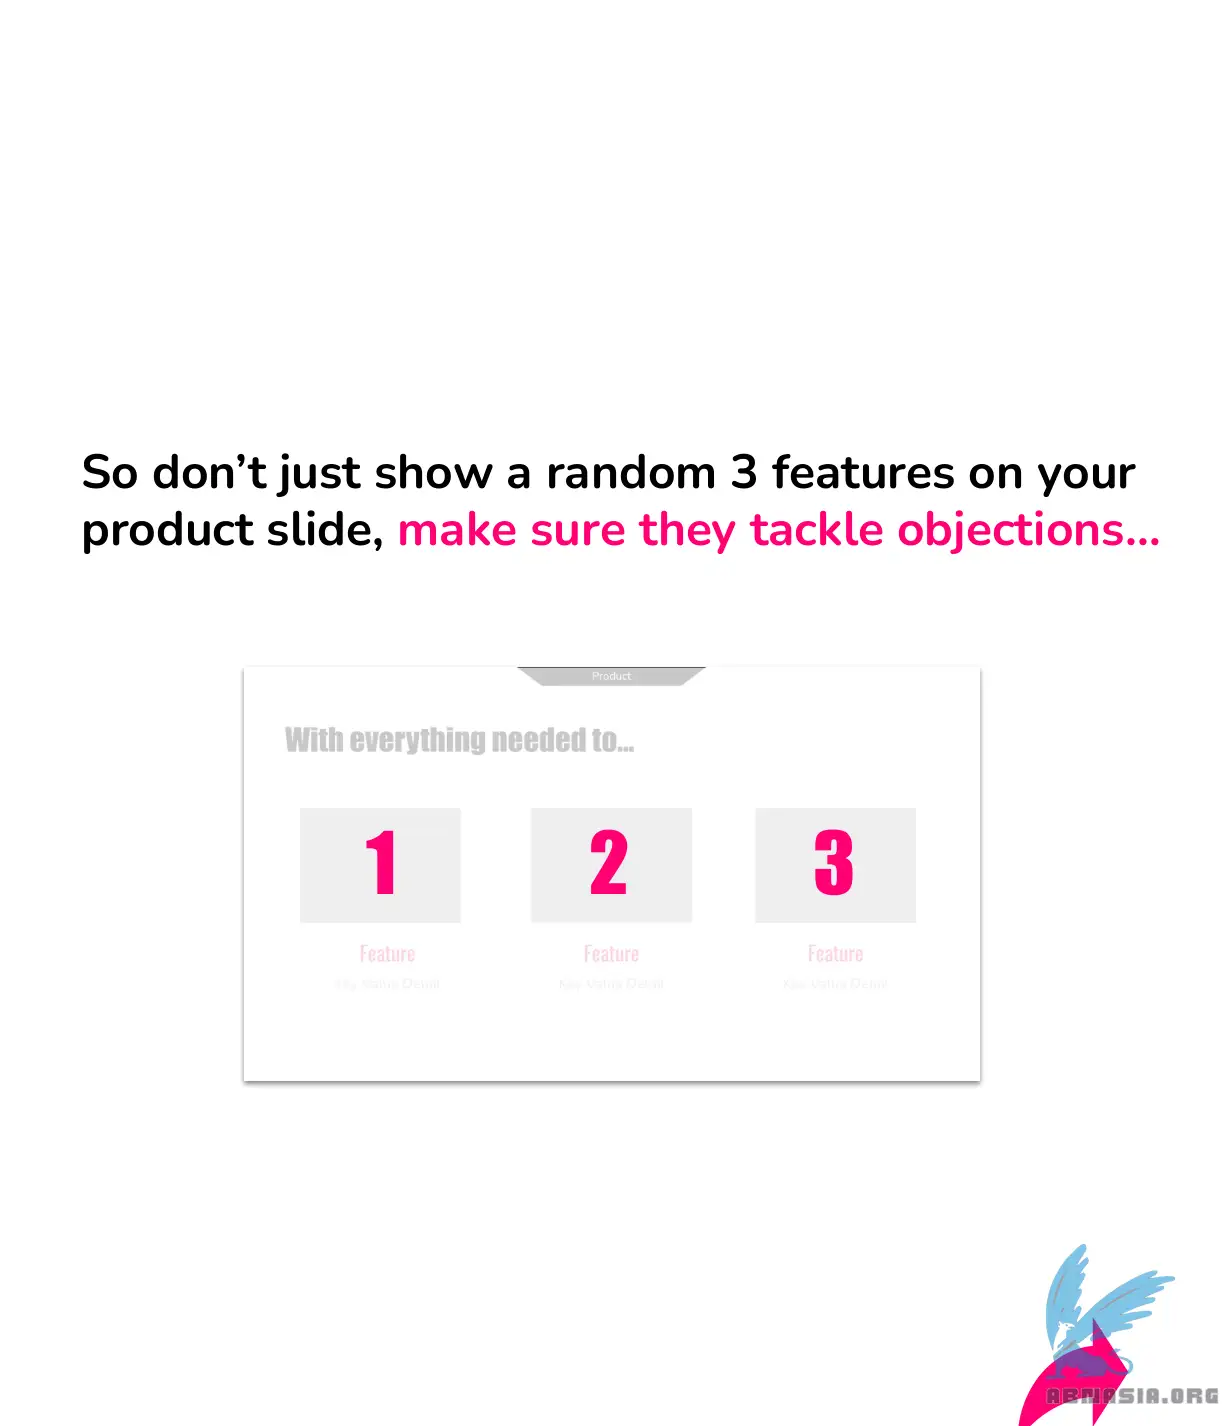 So don’t just show a random 3 features on your
product slide, make sure they tackle objections...
Product
With everything needed to...
1 2 3
Feature Feature Feature
Key Value Detail Key Value Detail Key Value Detail
ABNASIA.ORG